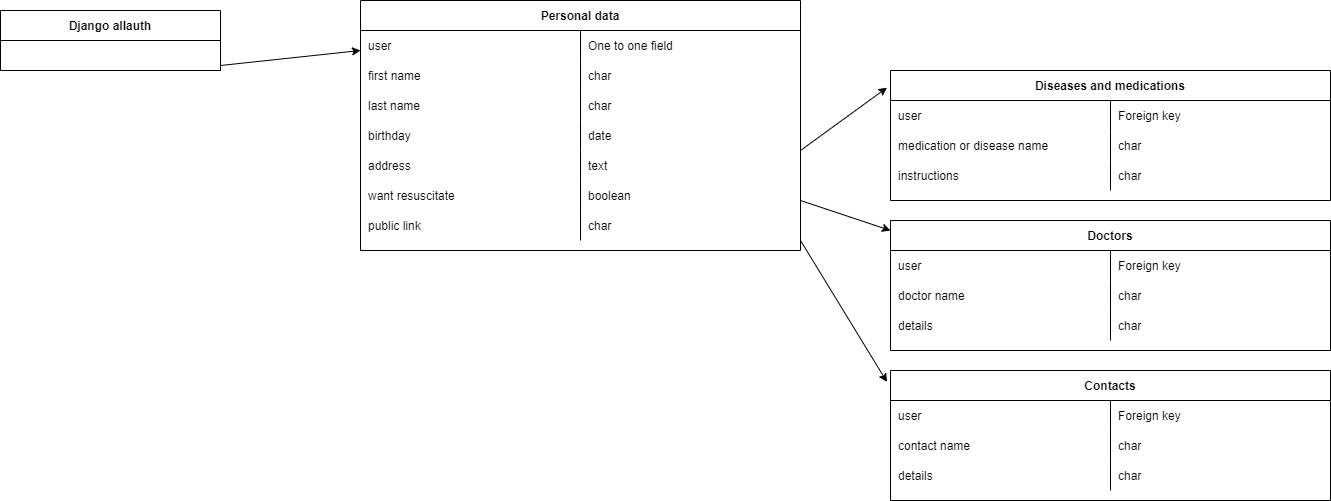 Django allauth
Personal data
user One to one field
first name char
last name char
birthday date
address text
want resuscitate boolean
public link char
Diseases and medications
user Foreign key
medication or disease name char
instructions char
Doctors
user Foreign key
doctor name char
details char
Contacts
user Foreign key
contact name char
details char